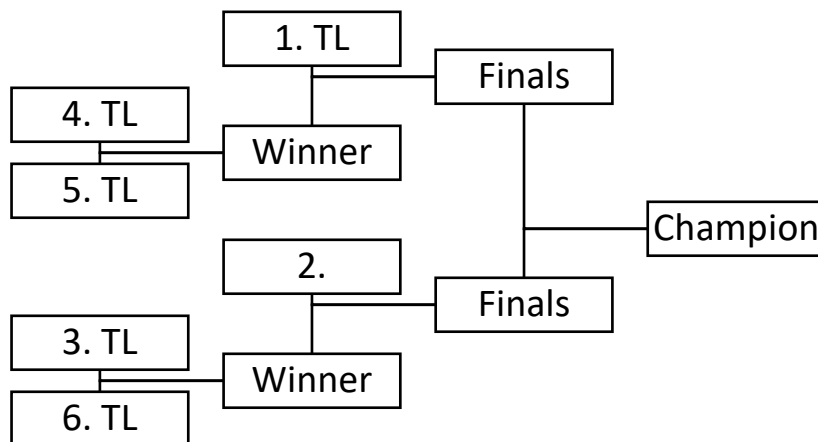 1. TL
Finals
4. TL
Winner
5. TL
Champion
2.
Finals
3. TL
Winner
6. TL